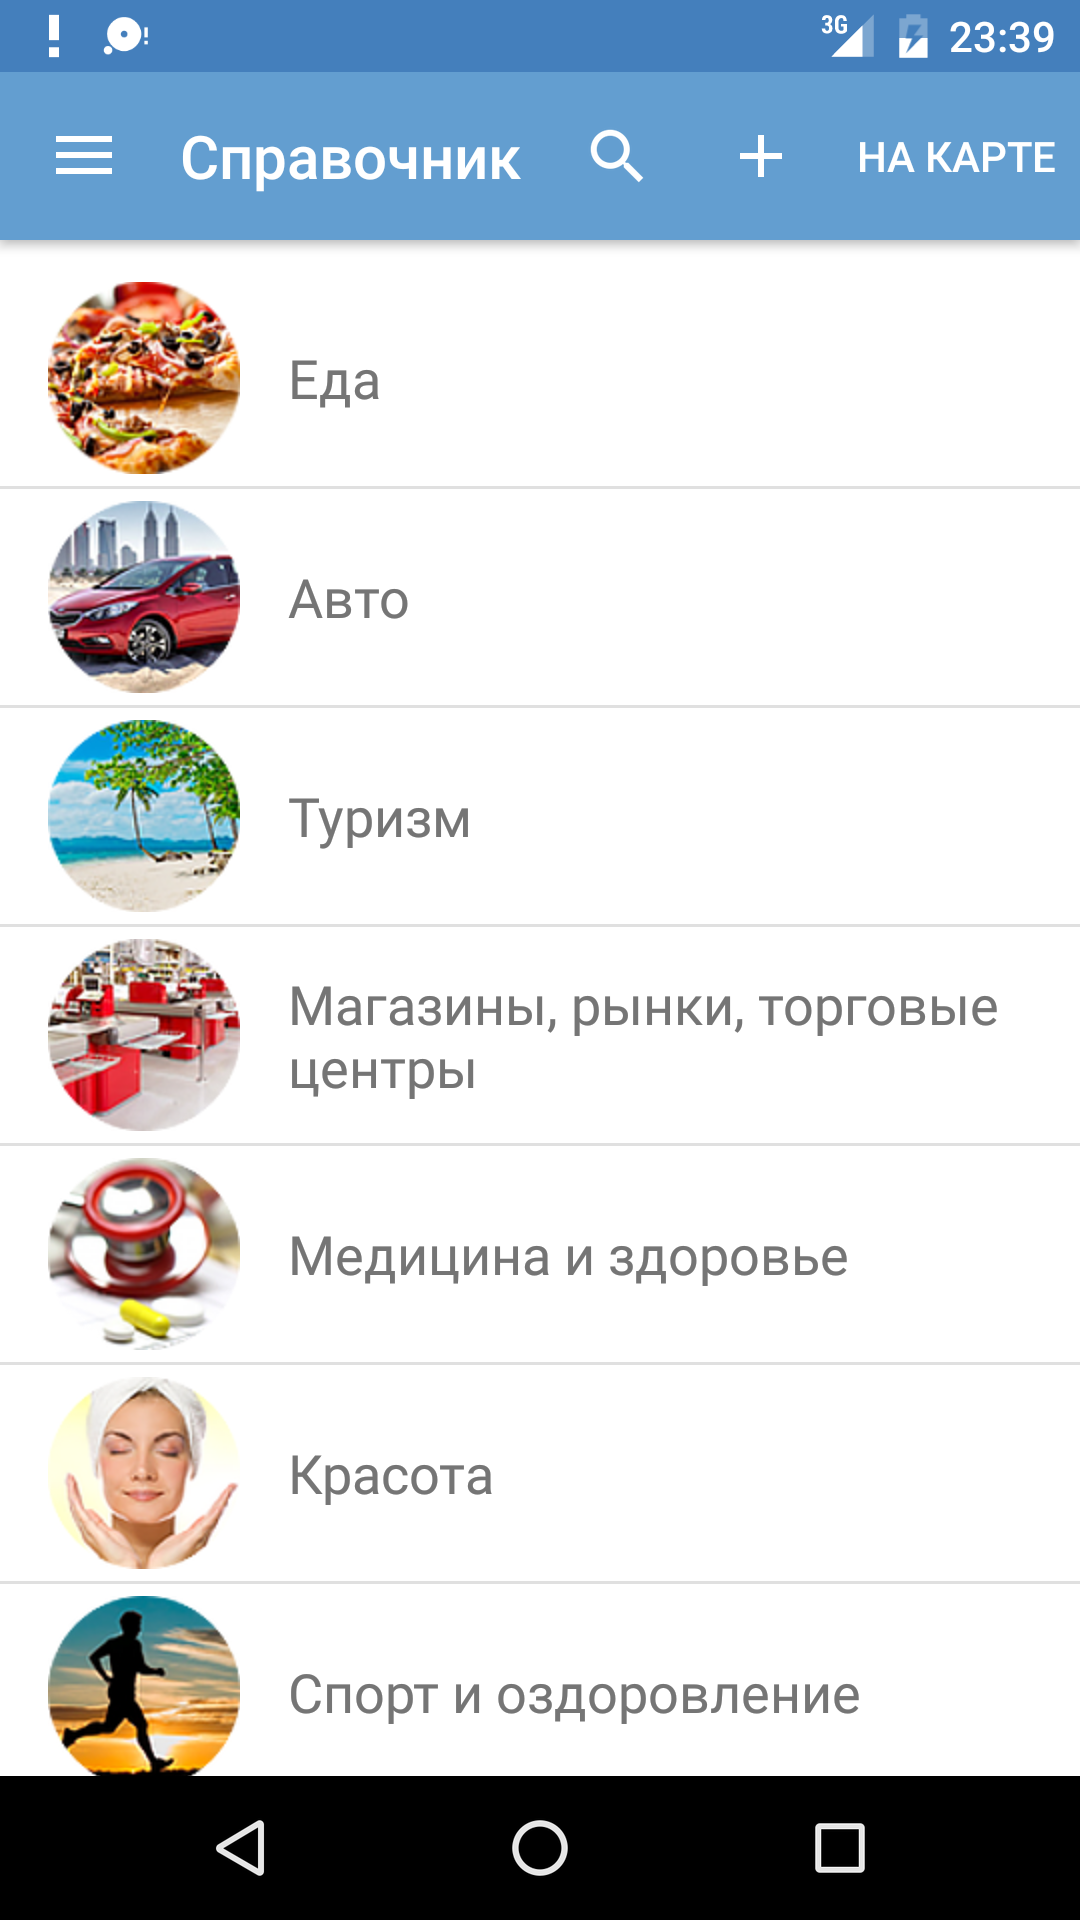 3G 23:39
Справочник НА КАРТЕ
Еда
Авто
Туризм
Магазины, рынки, торговые
центры
Медицина и здоровье
Красота
Спорт и оздоровление